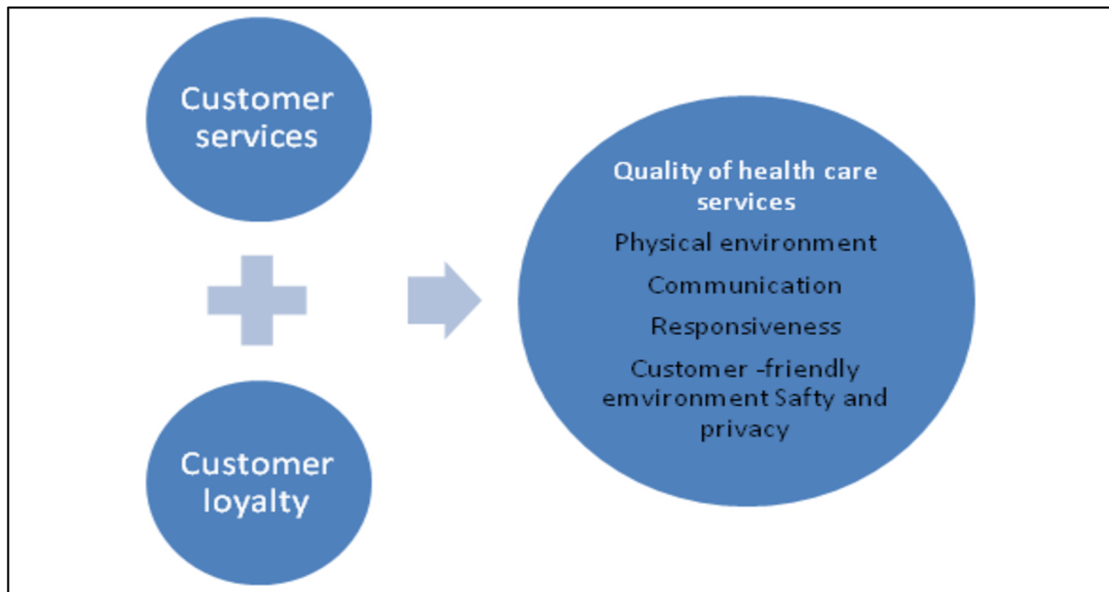 Customer
services
Customer
loyalty
Quality of health care
services
Physical environment
Communication
Responsiveness
Customer -friendly
emvironment Safty and
privacy